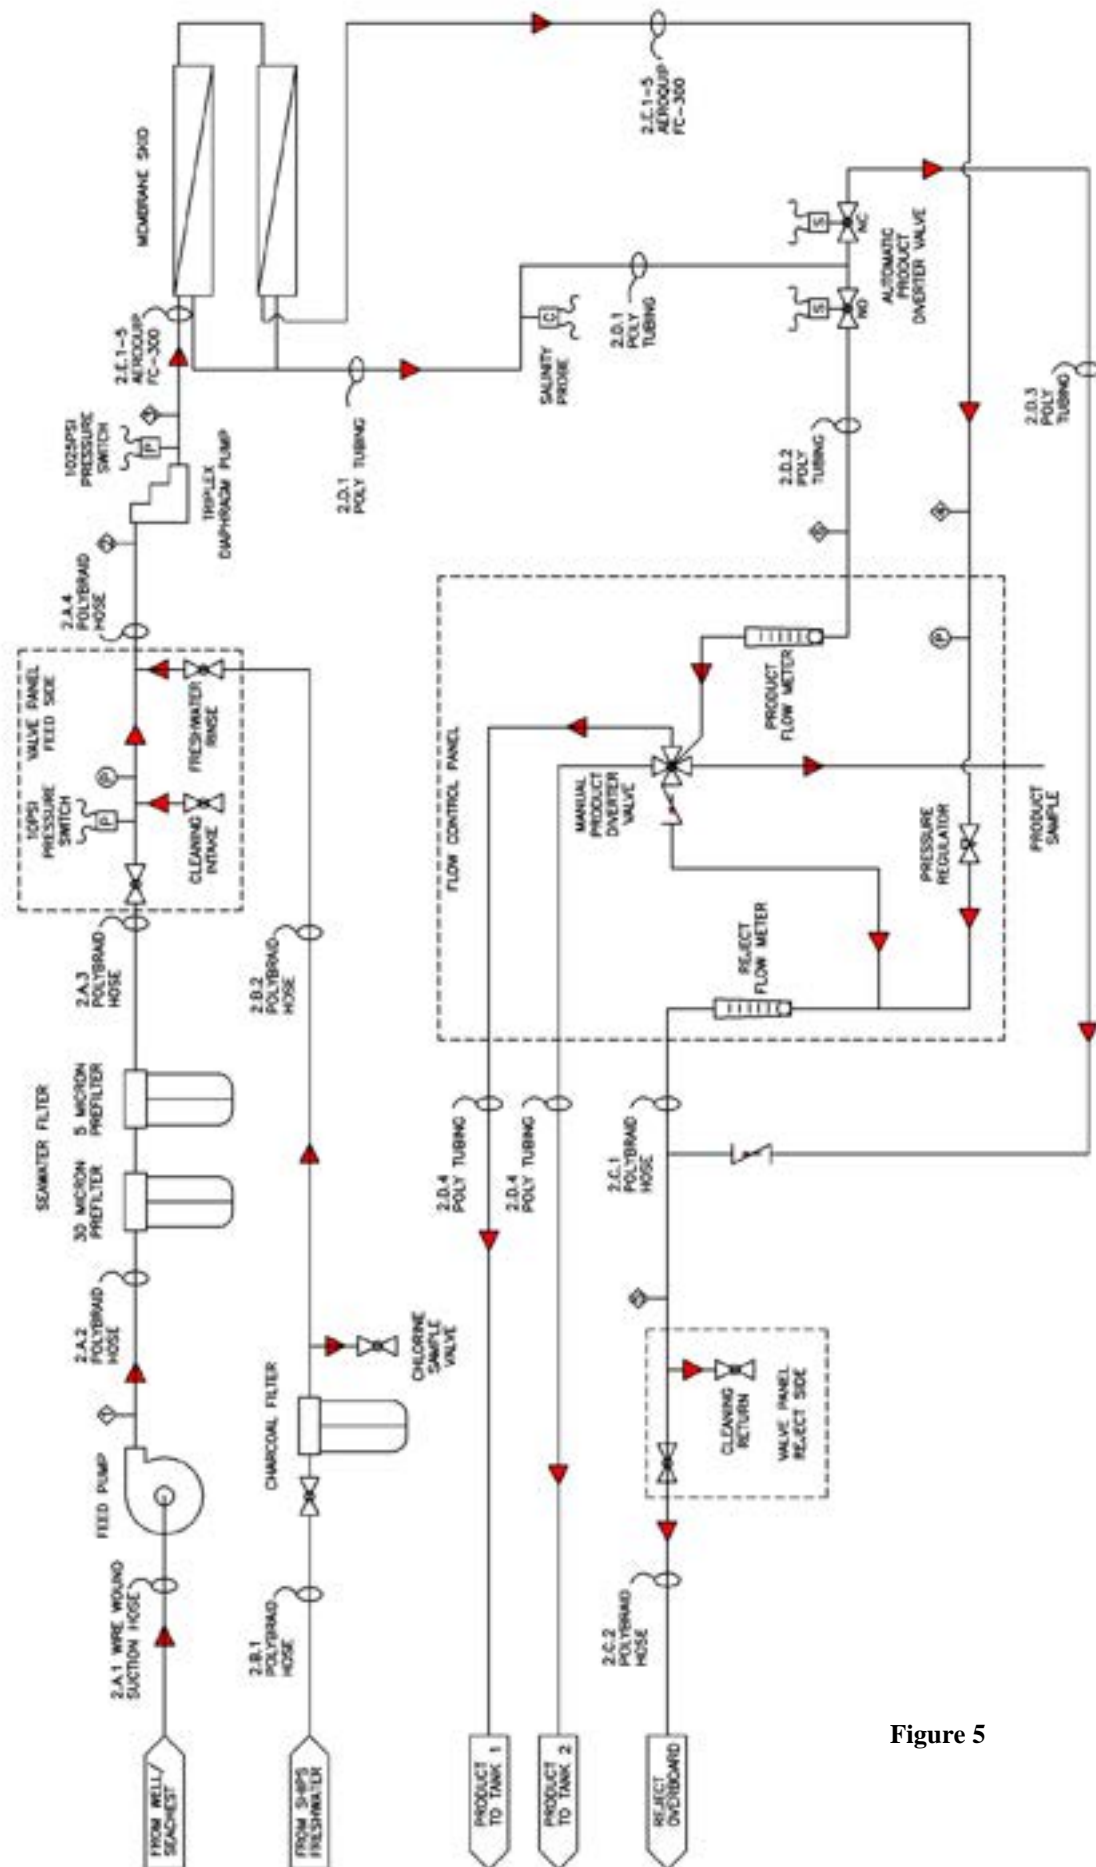 FROM WELL/
SEACHEST
2.A.1 WIRE WOUND
SUCTION HOSE
FEED PUMP
2.A.2
POLYBRAID
HOSE
SEAWATER FILTER
30 MICRON
PREFILTER
5 MICRON
PREFILTER
2.A.3
POLYBRAID
HOSE
VALVE PANEL
FEED SIDE
10PSI
PRESSURE
SWITCH
P
P
CLEANING
INTAKE
FRESHWATER
RINSE
2.A.4
POLYBRAID
HOSE
TRIPLEX
DIAPHRAGM PUMP
1025PSI
PRESSURE
SWITCH
P
2.E.1-5
AEROQUIP
FC-300
MEMBRANE SKID
FROM SHIPS
FRESHWATER
2.B.1
POLYBRAID
HOSE
CHARCOAL FILTER
CHLORINE
SAMPLE
VALVE
2.B.2
POLYBRAID
HOSE
2.D.1
POLY TUBING
SALINITY
PROBE
C
2.D.1
POLY
TUBING
2.E.1-5
AEROQUIP
FC-300
S
S
NO
NC
AUTOMATIC
PRODUCT
DIVERTER VALVE
2.D.2
POLY
TUBING
2.D.3
POLY
TUBING
FLOW CONTROL PANEL
PRODUCT
FLOW METER
MANUAL
PRODUCT
DIVERTER
VALVE
P
PRESSURE
REGULATOR
PRODUCT
SAMPLE
REJECT
FLOW METER
2.D.4
POLY TUBING
2.D.4
POLY TUBING
2.C.1
POLYBRAID
HOSE
CLEANING
RETURN
VALVE PANEL
REJECT SIDE
2.C.2
POLYBRAID
HOSE
PRODUCT
TO TANK 1
PRODUCT
TO TANK 2
REJECT
OVERBOARD
Figure 5